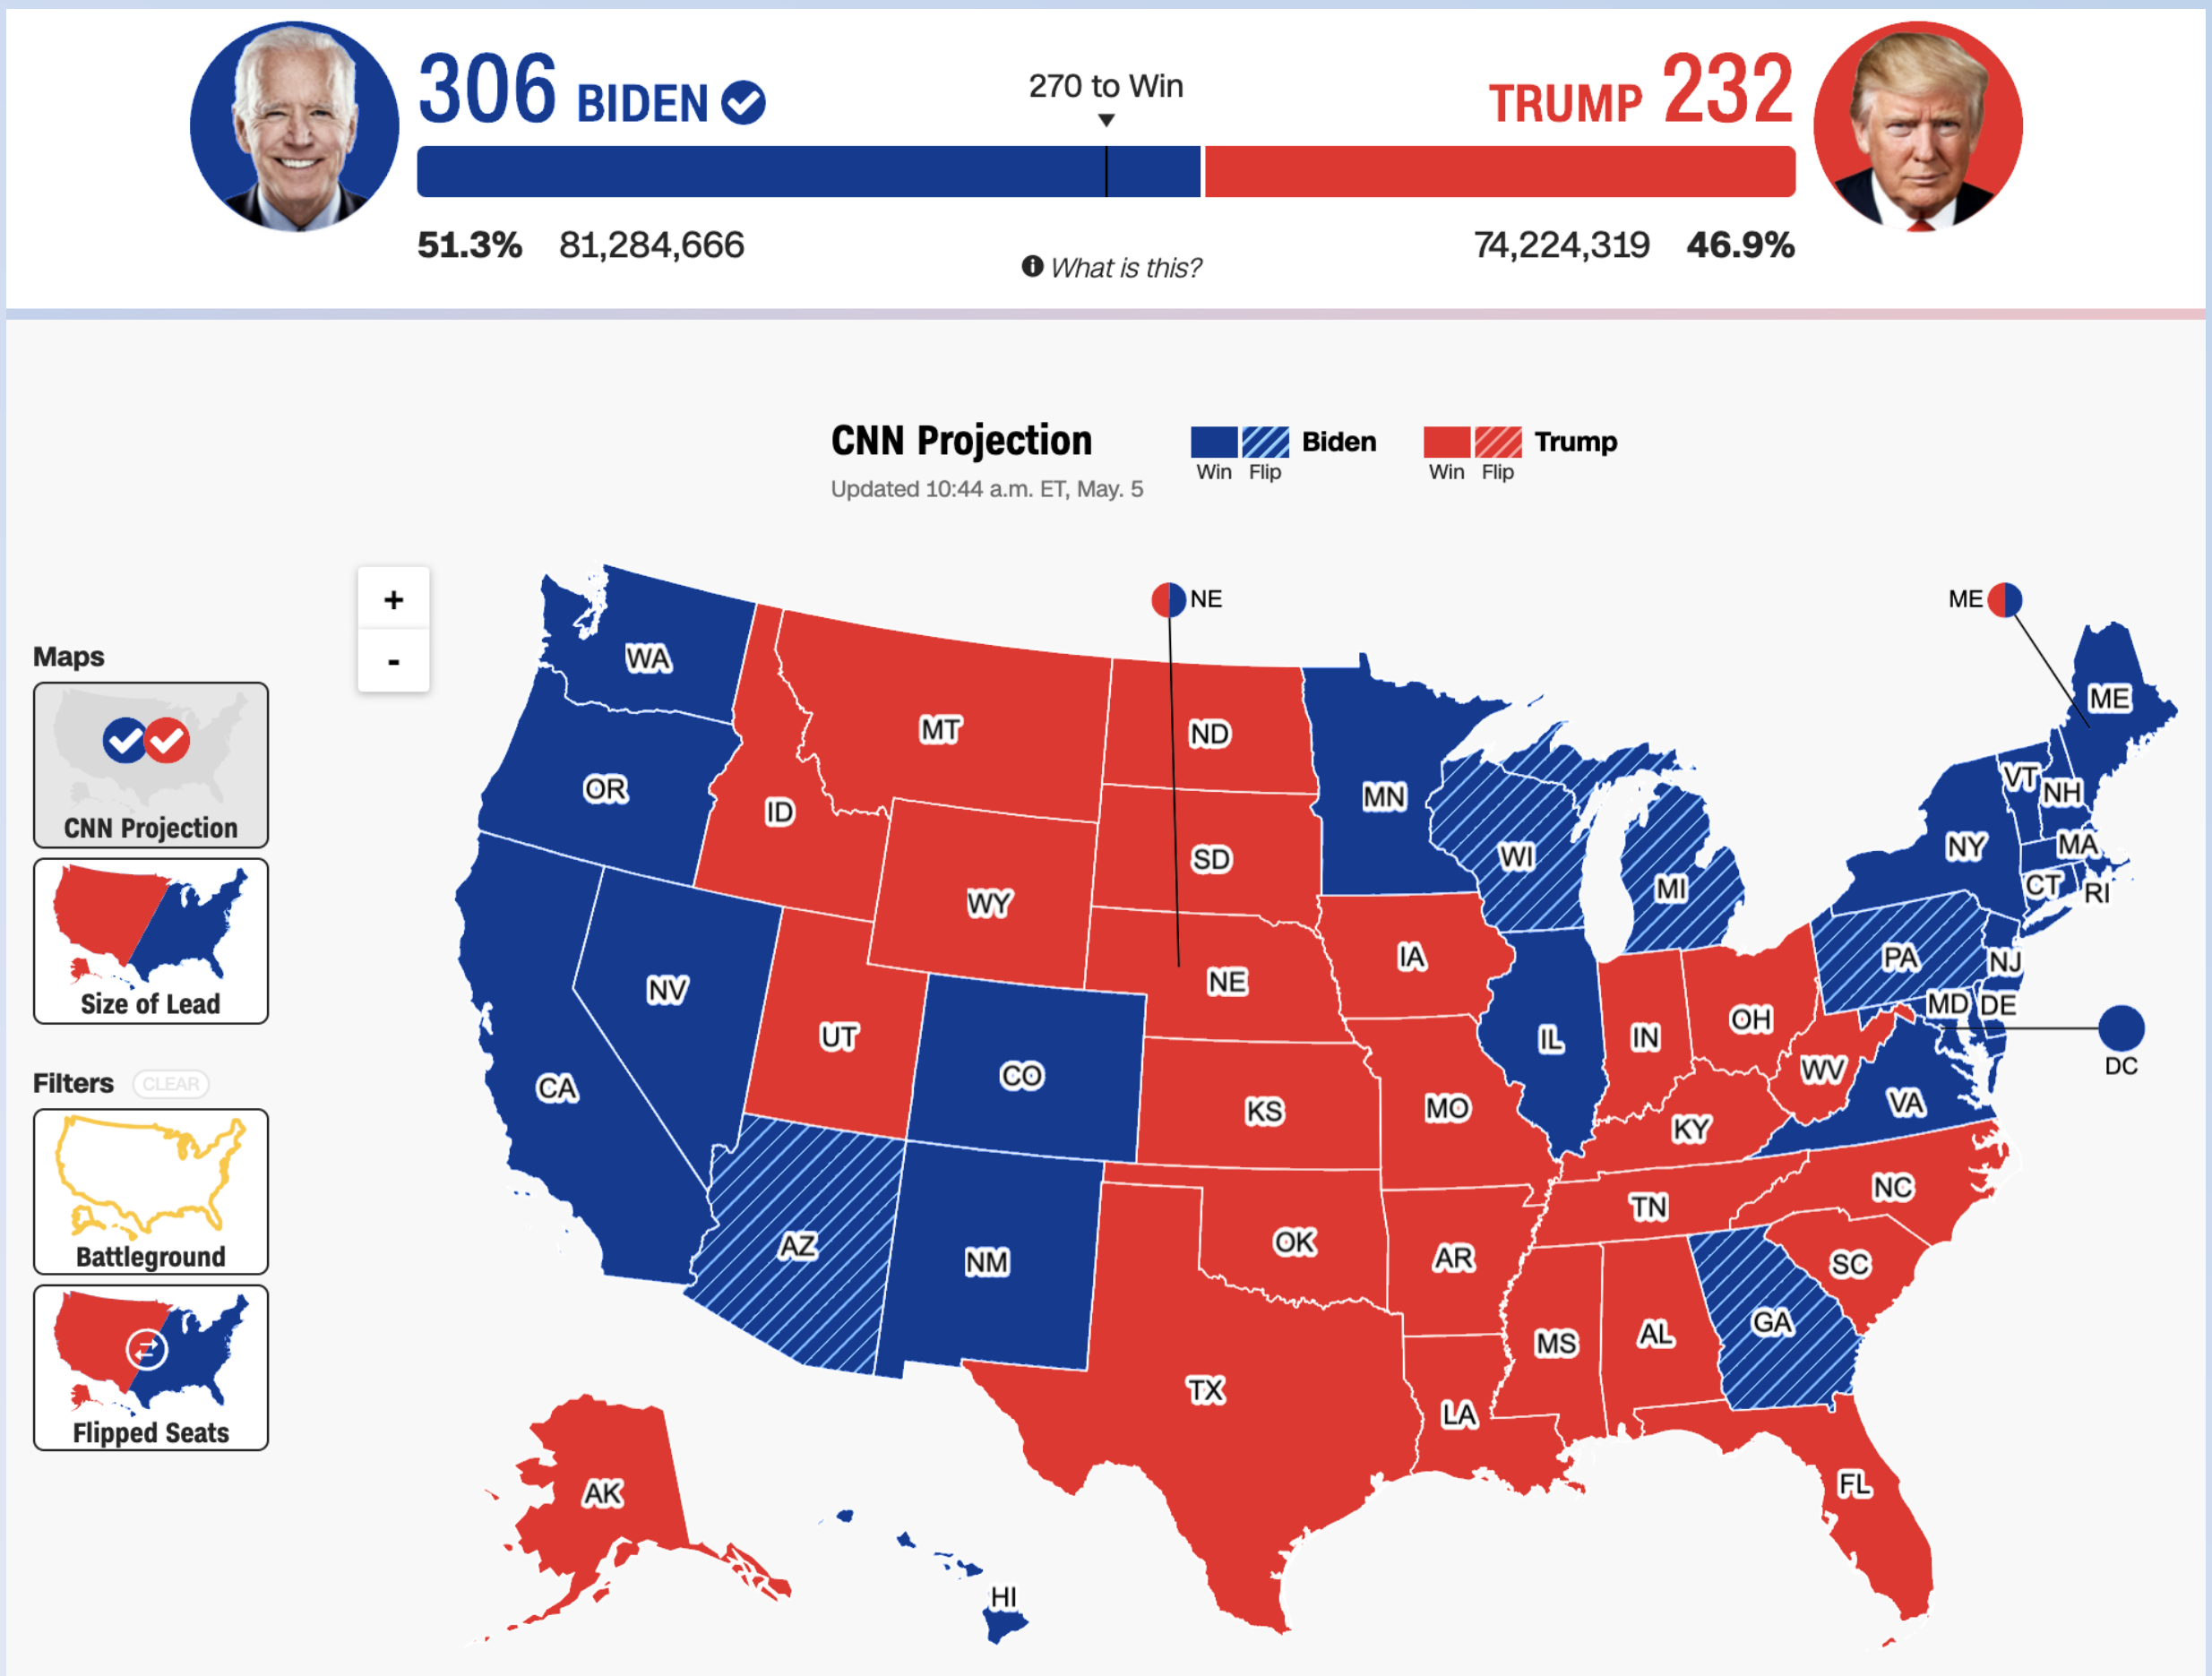 306 BIDEN
270 to Win
TRUMP 232
51.3% 81,284,666
What is this?
74,224,319 46.9%
CNN Projection
Updated 10:44 a.m. ET, May. 5
Win Flip Biden
Win Flip Trump
+
-
Maps
CNN Projection
Size of Lead
Filters CLEAR
Battleground
Flipped Seats
NE
ME
WA
MT
ND
ME
OR
ID
MN
VT
NH
SD
WI
NY
MA
WY
MI
CT
RI
NV
NE
IA
PA
NJ
UT
MD
DE
CO
IL
IN
OH
DC
CA
KS
MO
WV
VA
KY
AZ
NM
OK
AR
TN
NC
SC
TX
LA
MS
AL
GA
AK
HI
FL